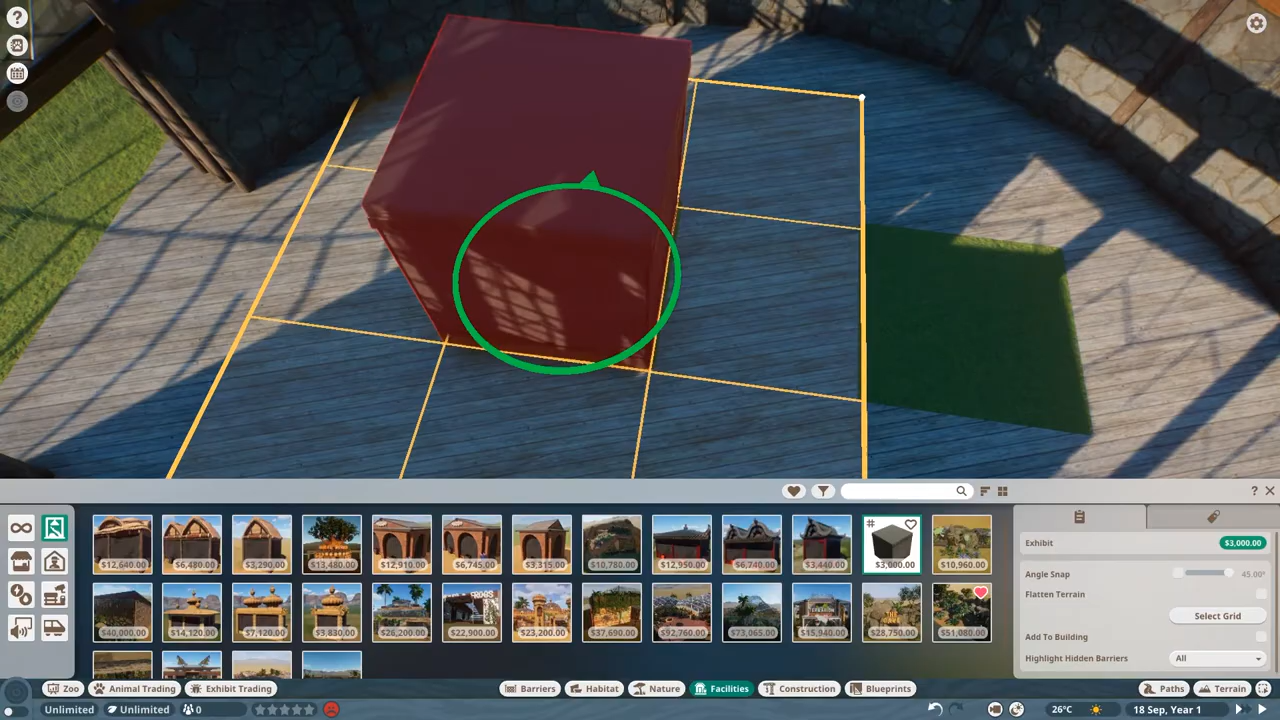 ?
? ×
$12,640.00 $6,480.00 $3,290.00 $13,480.00 $12,910.00 $6,745.00 $3,315.00 $10,780.00 $12,950.00 $6,740.00 $3,440.00 # $3,000.00 $10,960.00
$40,000.00 $14,120.00 $7,120.00 $3,830.00 $26,200.00 $22,900.00 $23,200.00 $37,690.00 $92,760.00 $73,065.00 $15,940.00 $28,750.00 $51,080.00
Exhibit $3,000.00
Angle Snap 45.00°
Flatten Terrain
Select Grid
Add To Building
Highlight Hidden Barriers All
Zoo Animal Trading Exhibit Trading Barriers Habitat Nature Facilities Construction Blueprints Paths Terrain
Unlimited Unlimited 0 26°C 18 Sep, Year 1